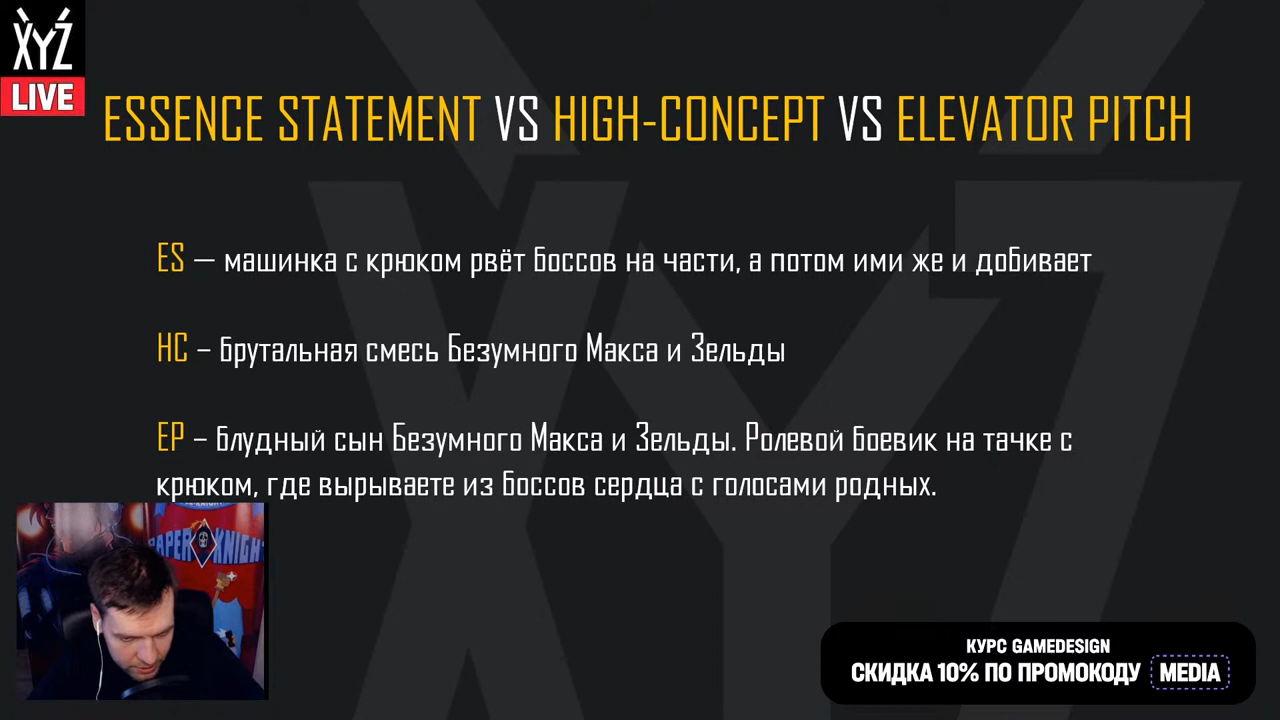 XYZ
LIVE
ESSENCE STATEMENT VS HIGH-CONCEPT VS ELEVATOR PITCH
ES — машинка с крюком рвёт боссов на части, а потом ими же и добивает
HC – брутальная смесь Безумного Макса и Зельды
EP – блудный сын Безумного Макса и Зельды. Ролевой боевик на тачке с
крюком, где вырываете из боссов сердца с голосами родных.
PAPER KNIGHT
КУРС GAMEDESIGN
СКИДКА 10% ПО ПРОМОКОДУ MEDIA